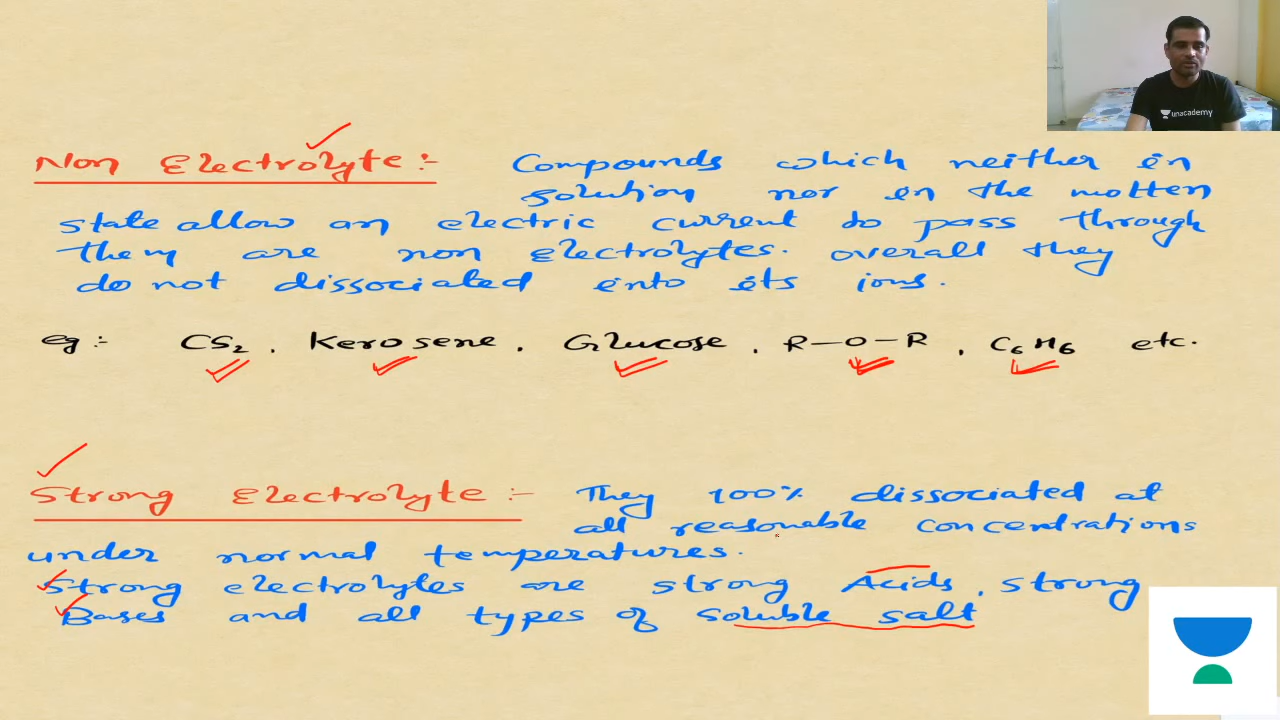 unacademy
Non Electrolyte :- Compounds which neither in
solution nor in the molten
state allow an electric current to pass through
them are non electrolytes. overall they
do not dissociated into its ions.
eg :- CS₂ , Kerosene , Glucose , R-O-R , C₆H₆ etc.
Strong Electrolyte :- They 100% dissociated at
all reasonable concentrations
under normal temperatures.
Strong electrolytes are strong Acids , strong
Bases and all types of soluble salt